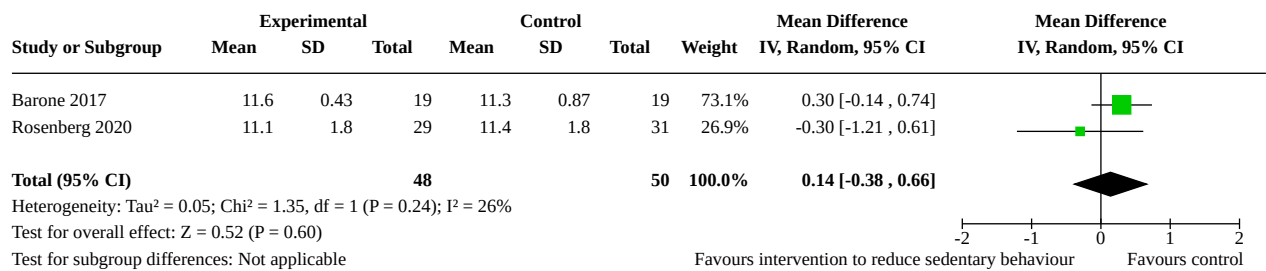 Experimental Control Mean Difference Mean Difference
Study or Subgroup Mean SD Total Mean SD Total Weight IV, Random, 95% CI IV, Random, 95% CI
Barone 2017 11.6 0.43 19 11.3 0.87 19 73.1% 0.30 [-0.14 , 0.74]
Rosenberg 2020 11.1 1.8 29 11.4 1.8 31 26.9% -0.30 [-1.21 , 0.61]
Total (95% CI) 48 50 100.0% 0.14 [-0.38 , 0.66]
Heterogeneity: Tau² = 0.05; Chi² = 1.35, df = 1 (P = 0.24); I² = 26%
Test for overall effect: Z = 0.52 (P = 0.60) -2 -1 0 1 2
Test for subgroup differences: Not applicable Favours intervention to reduce sedentary behaviour Favours control